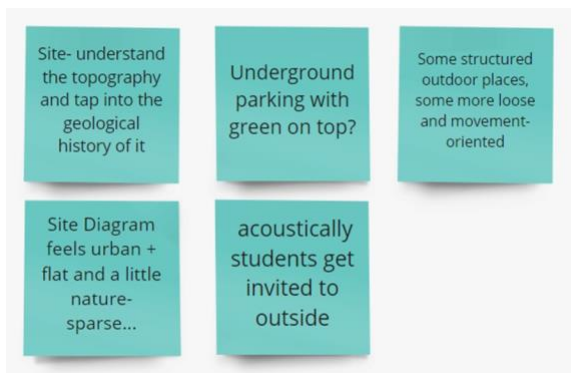 Site- understand
the topography
and tap into the
geological
history of it
Underground
parking with
green on top?
Some structured
outdoor places,
some more loose
and movement-
oriented
Site Diagram
feels urban +
flat and a little
nature-
sparse...
acoustically
students get
invited to
outside